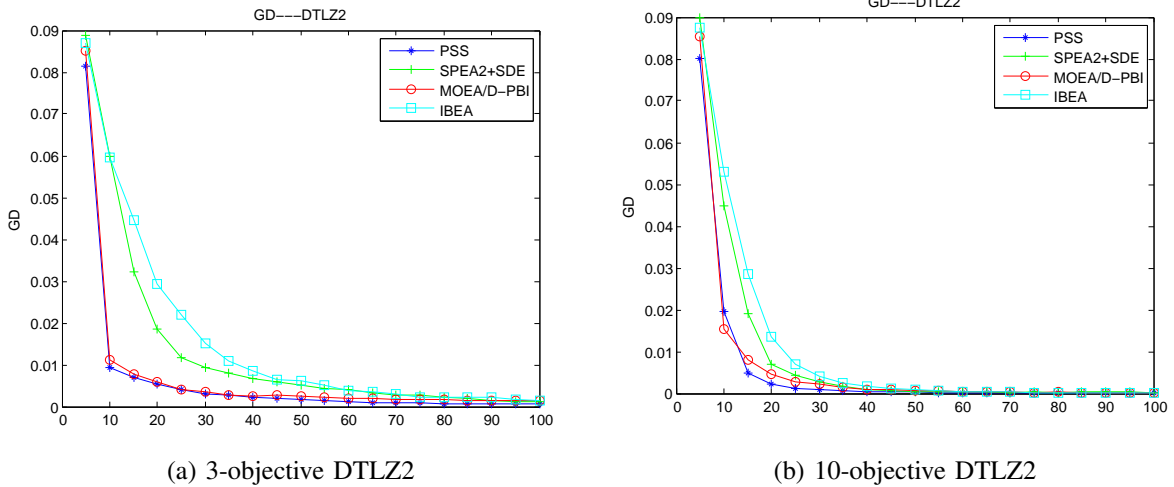 GD---DTLZ2
0.09
0.08
0.07
0.06
0.05
0.04
0.03
0.02
0.01
0
GD
0 10 20 30 40 50 60 70 80 90 100
PSS
SPEA2+SDE
MOEA/D-PBI
IBEA
(a) 3-objective DTLZ2
GD---DTLZ2
0.09
0.08
0.07
0.06
0.05
0.04
0.03
0.02
0.01
0
GD
0 10 20 30 40 50 60 70 80 90 100
PSS
SPEA2+SDE
MOEA/D-PBI
IBEA
(b) 10-objective DTLZ2